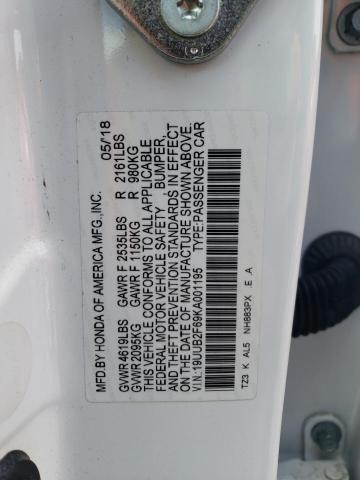 MFD.BY HONDA OF AMERICA MFG.,INC. 05/'18
GVWR 4619LBS GAWR F 2535LBS R 2161LBS
GVWR 2095KG GAWR F 1150KG R 980KG
THIS VEHICLE CONFORMS TO ALL APPLICABLE
FEDERAL MOTOR VEHICLE SAFETY, BUMPER,
AND THEFT PREVENTION STANDARDS IN EFFECT
ON THE DATE OF MANUFACTURE SHOWN ABOVE.
V.I.N.:19UUB2F69KA001195 TYPE:PASSENGER CAR
TZ3 K AL5 NH883PX .E .A